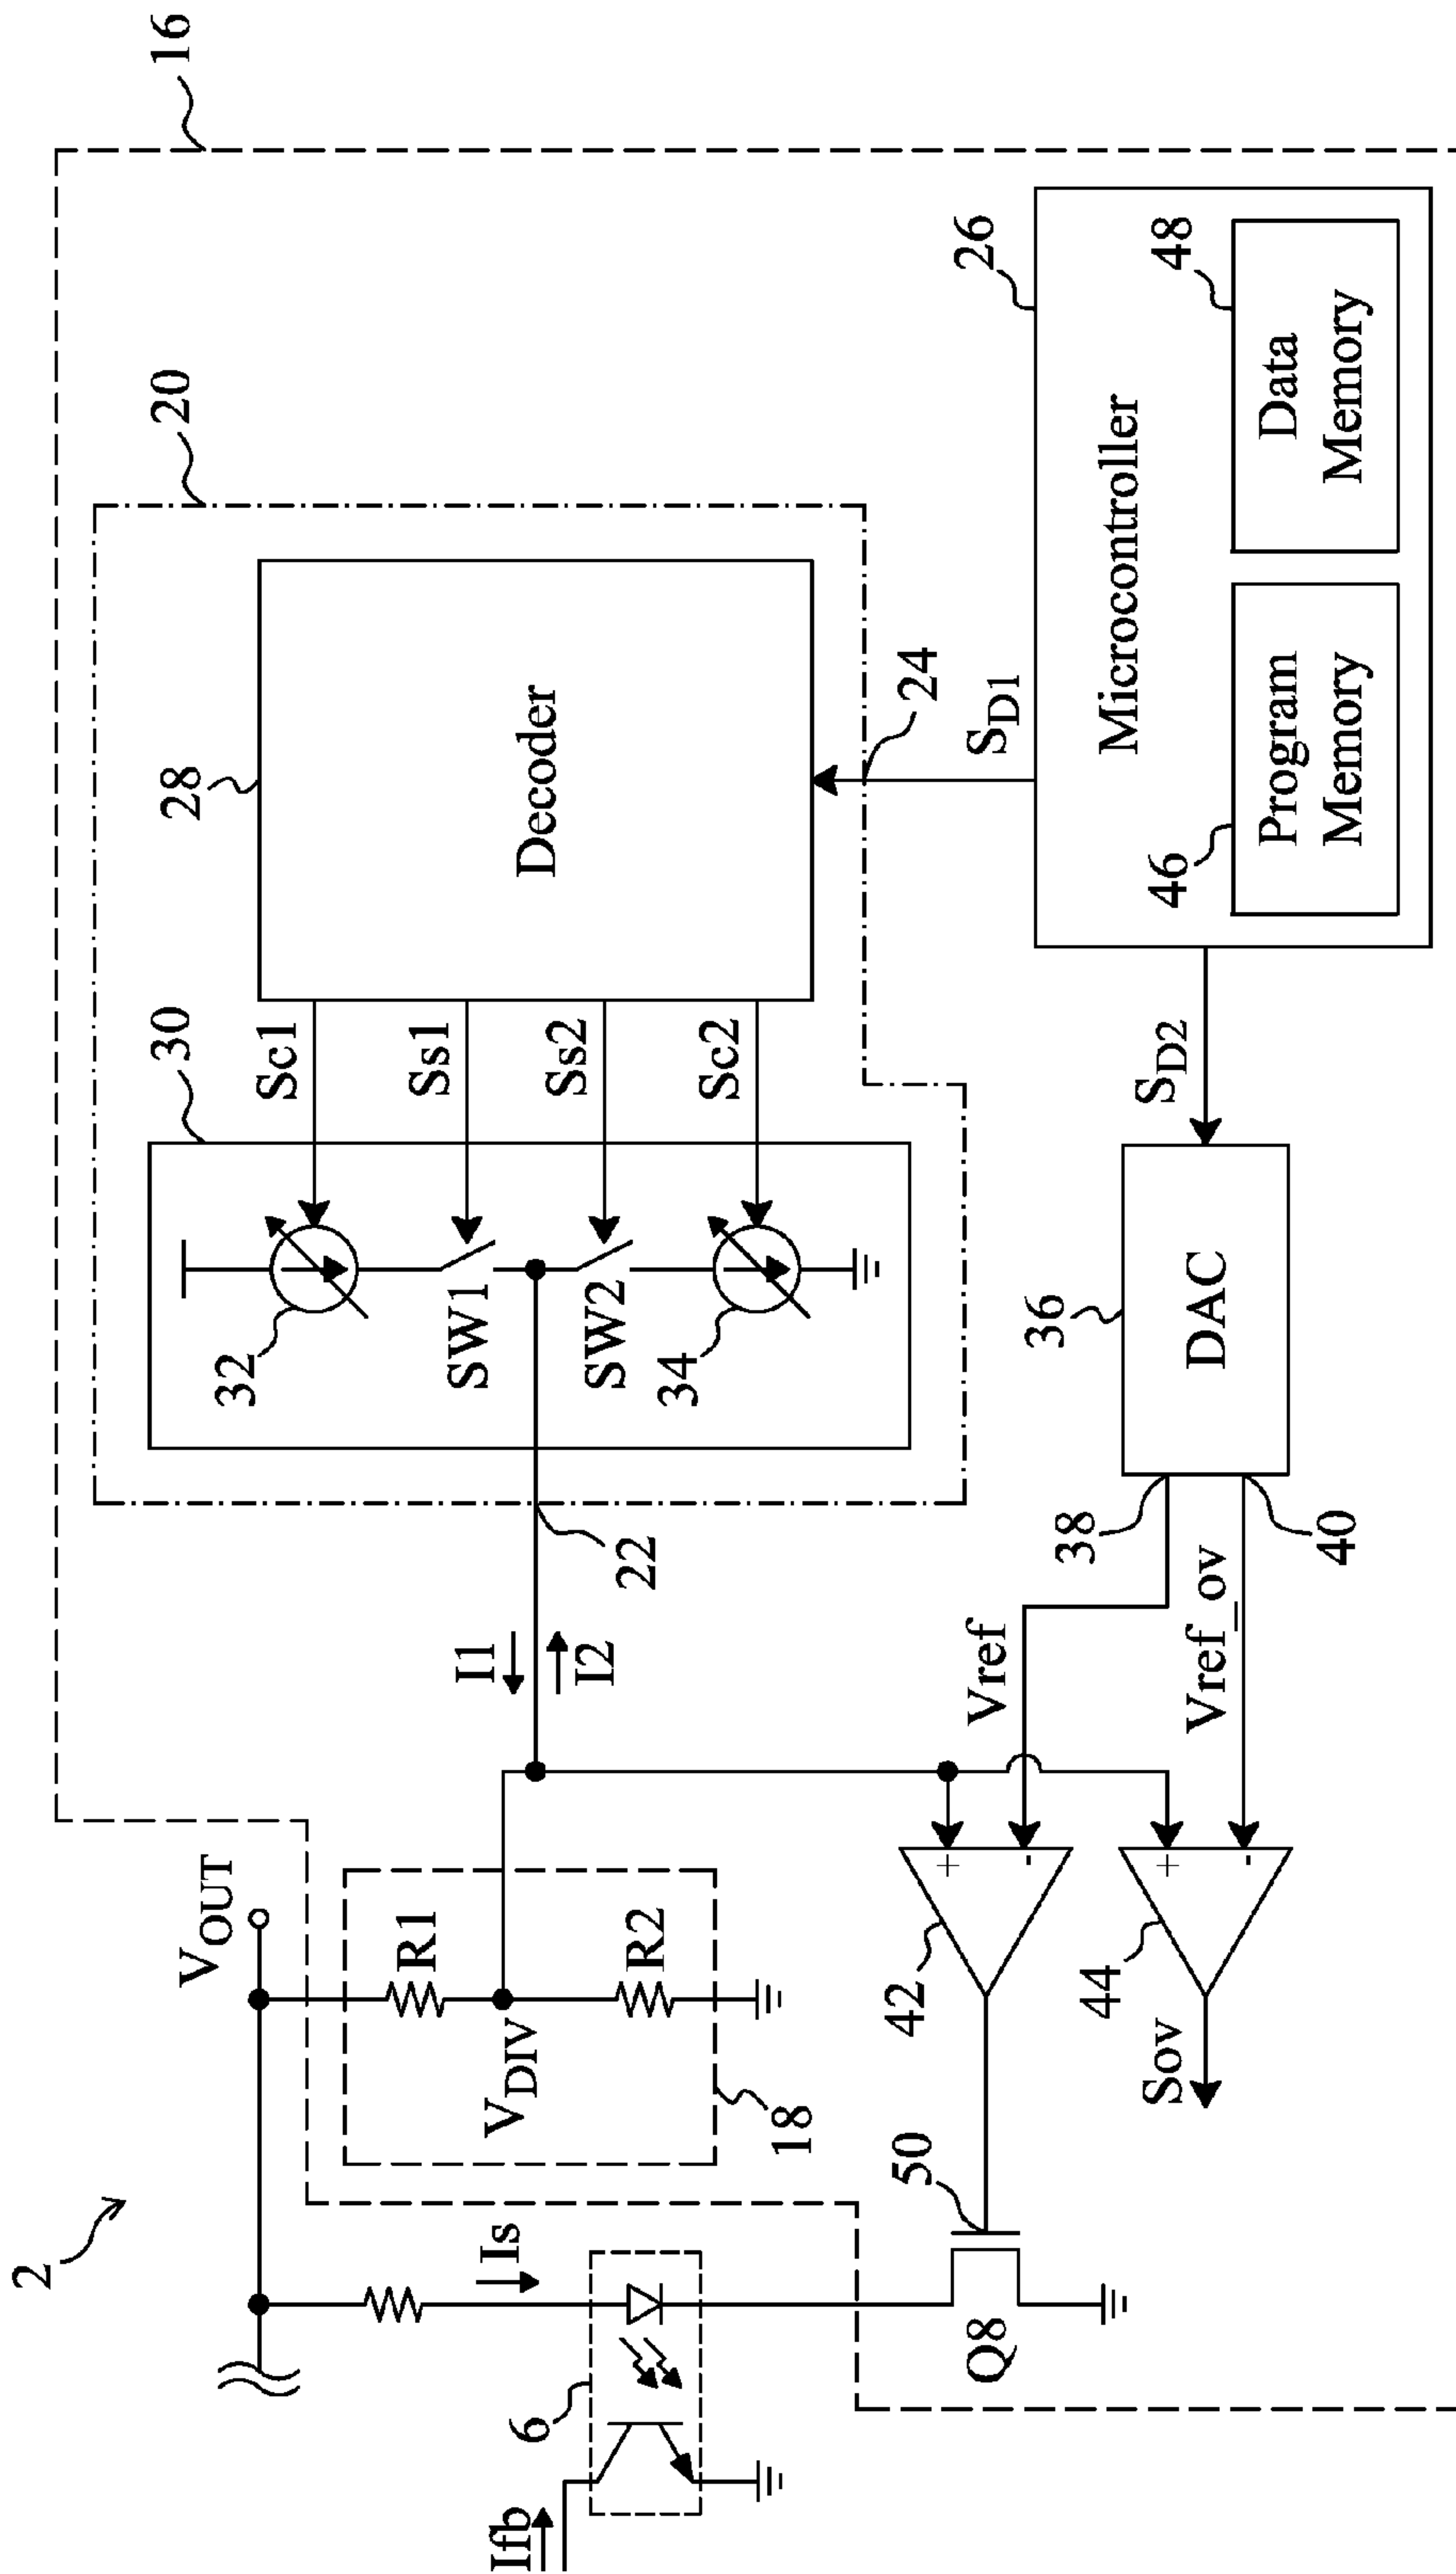 2
16
VOUT
20
28
30
Sc1
Ss1
Ss2
Sc2
Decoder
32
SW1
SW2
34
22
I1
I2
R1
R2
VDIV
18
Is
6
Ifb
24
SD1
26
Microcontroller
46
Program
Memory
48
Data
Memory
SD2
36
DAC
38
40
Vref
Vref_ov
+
-
42
+
-
44
Sov
50
Q8